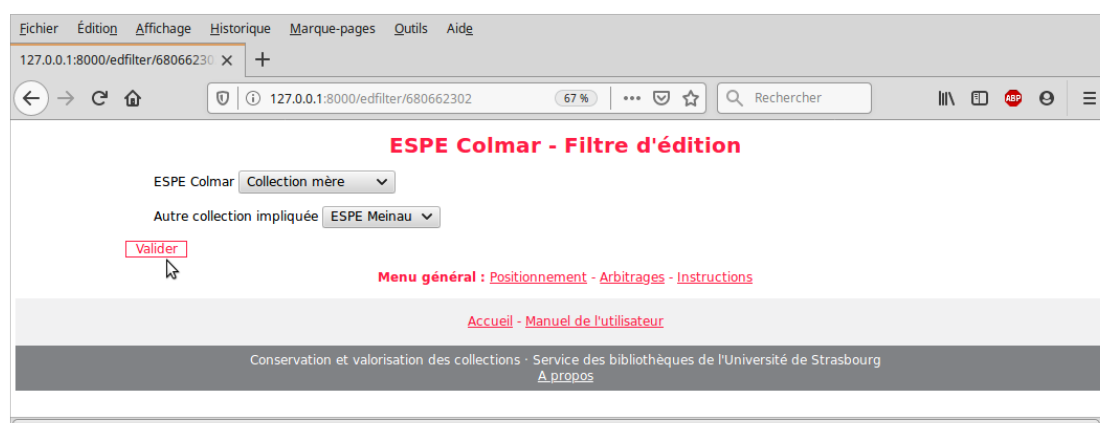 Fichier Édition Affichage Historique Marque-pages Outils Aide
127.0.0.1:8000/edfilter/68066230
127.0.0.1:8000/edfilter/680662302 67 % Rechercher ABP
ESPE Colmar - Filtre d'édition
ESPE Colmar Collection mère
Autre collection impliquée ESPE Meinau
Valider
Menu général : Positionnement - Arbitrages - Instructions
Accueil - Manuel de l'utilisateur
Conservation et valorisation des collections · Service des bibliothèques de l'Université de Strasbourg
A propos